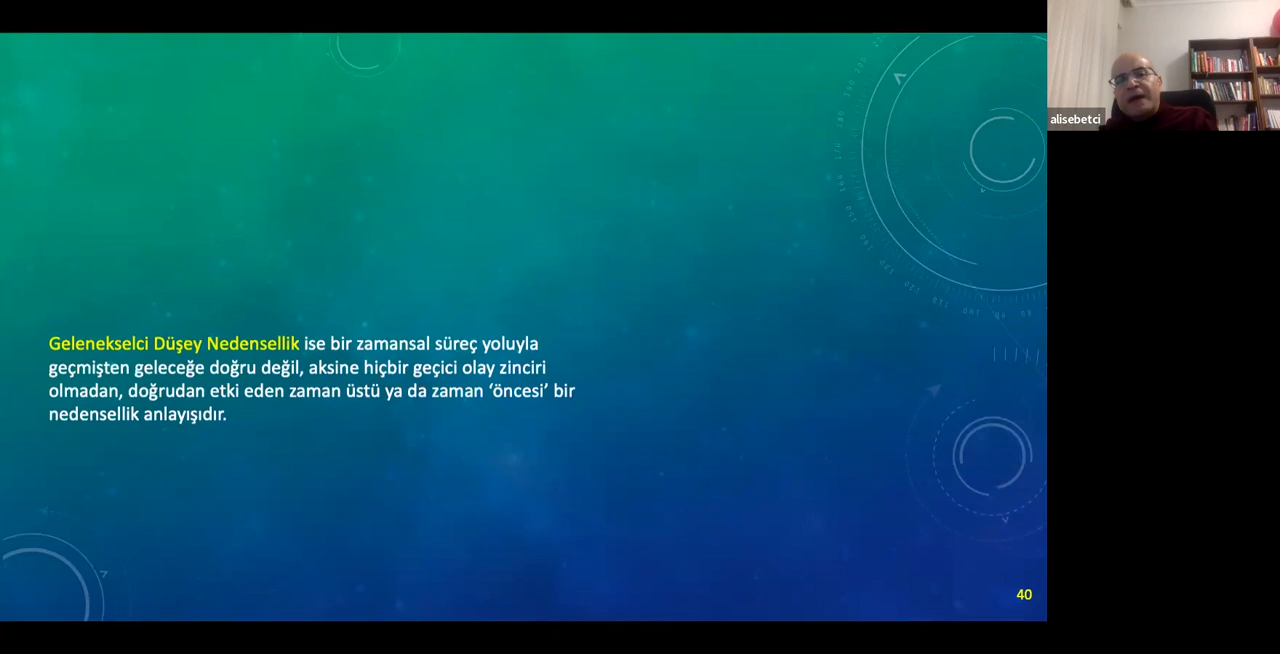 alisebetci
Gelenekselci Düşey Nedensellik ise bir zamansal süreç yoluyla
geçmişten geleceğe doğru değil, aksine hiçbir geçici olay zinciri
olmadan, doğrudan etki eden zaman üstü ya da zaman ‘öncesi’ bir
nedensellik anlayışıdır.
40